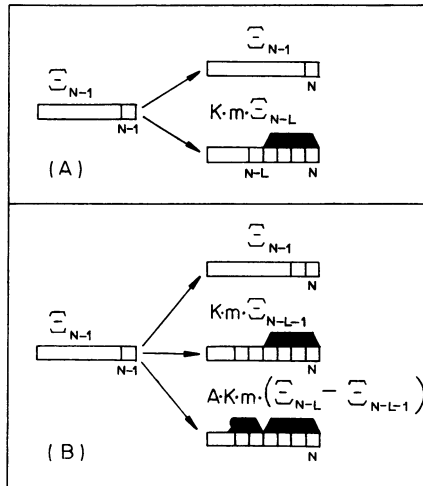 Ξ_{N-1}
N
Ξ_{N-1}
N-1
K·m·Ξ_{N-L}
N-L
N
(A)
Ξ_{N-1}
N
Ξ_{N-1}
N-1
K·m·Ξ_{N-L-1}
N
A·K·m·(Ξ_{N-L} - Ξ_{N-L-1})
N
(B)